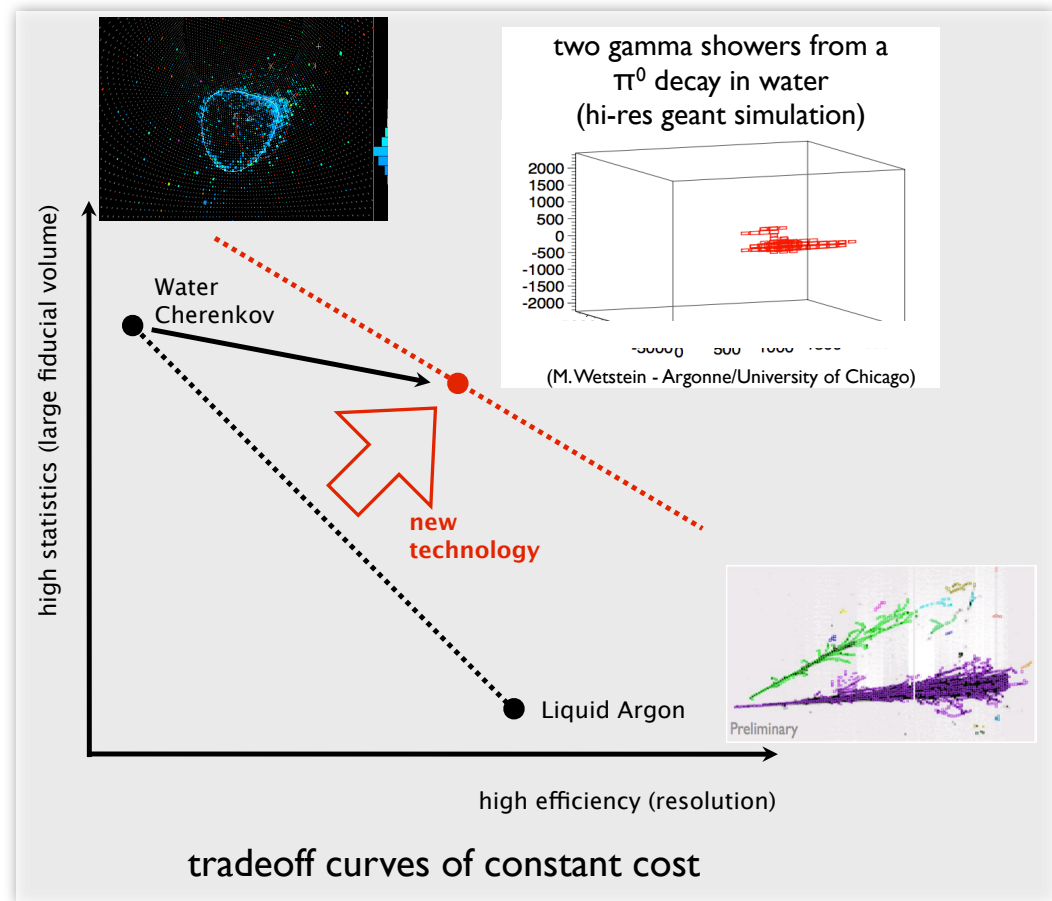 two gamma showers from a
π⁰ decay in water
(hi-res geant simulation)
2000
1500
1000
500
0
-500
-1000
-1500
-2000
0 500
(M. Wetstein - Argonne/University of Chicago)
high statistics (large fiducial volume)
Water
Cherenkov
new
technology
Liquid Argon
Preliminary
high efficiency (resolution)
tradeoff curves of constant cost